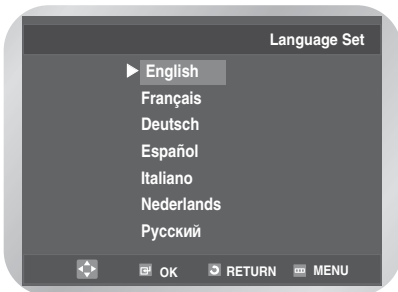 Language Set
English
Français
Deutsch
Español
Italiano
Nederlands
Русский
OK RETURN MENU